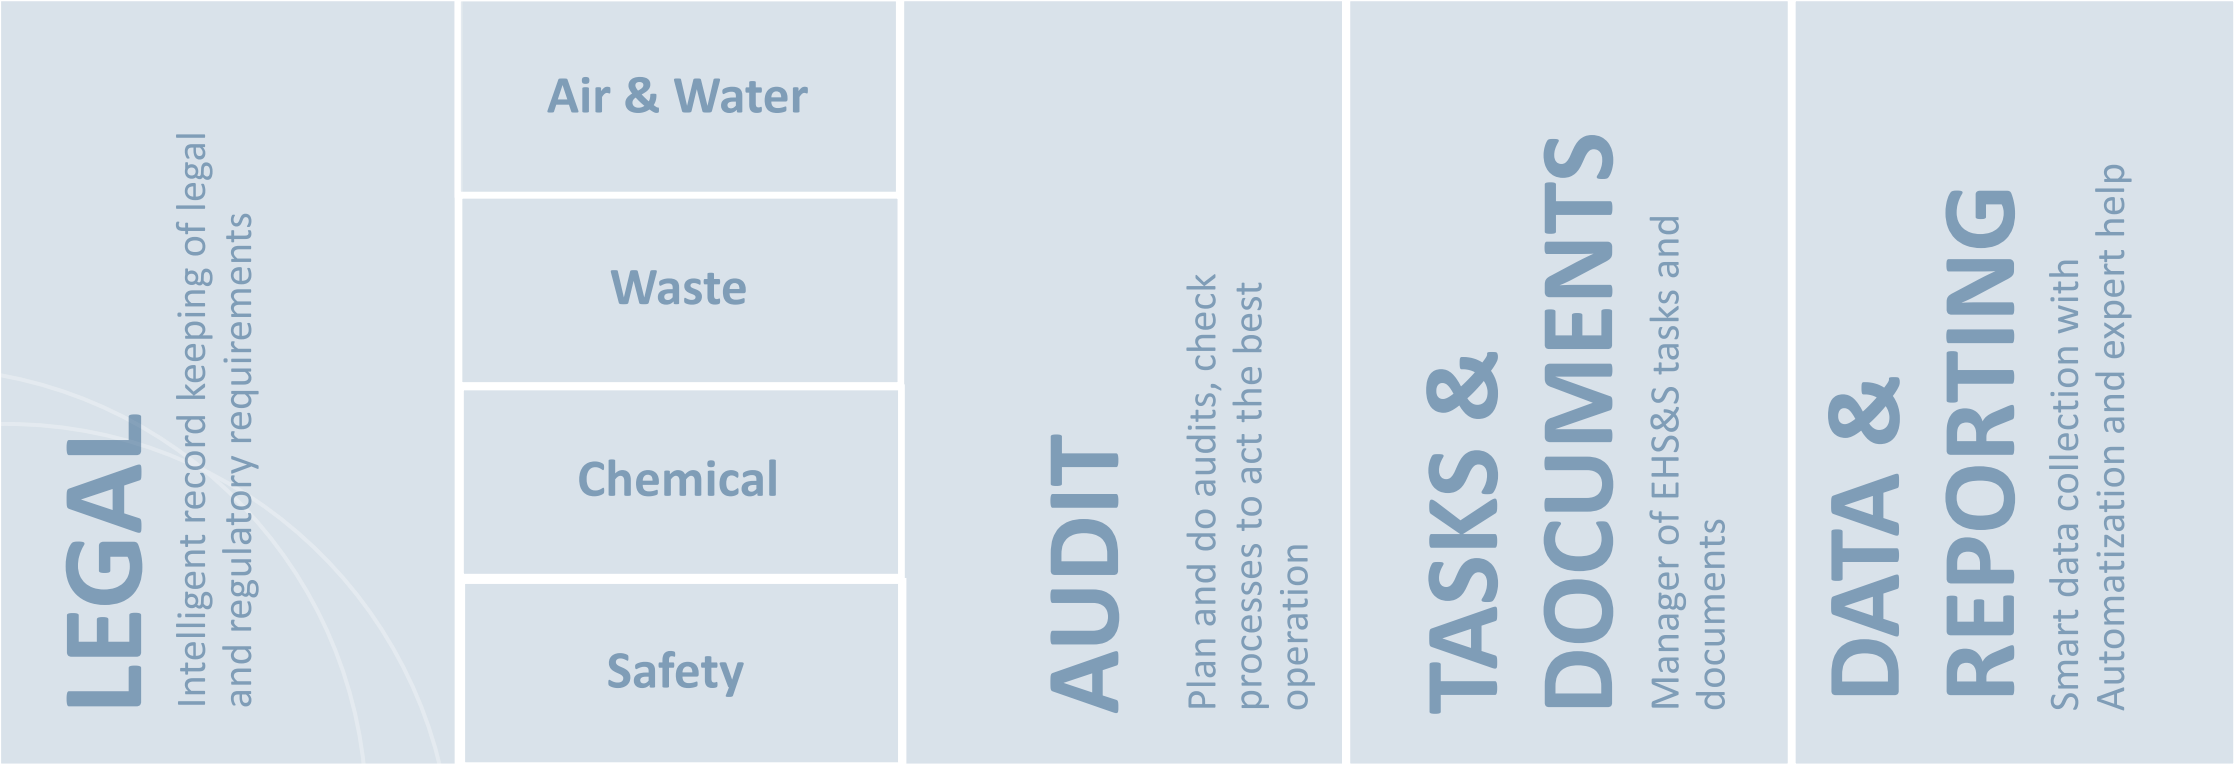 LEGAL
Intelligent record keeping of legal
and regulatory requirements
Air & Water
Waste
Chemical
Safety
AUDIT
Plan and do audits, check
processes to act the best
operation
TASKS &
DOCUMENTS
Manager of EHS&S tasks and
documents
DATA &
REPORTING
Smart data collection with
Automatization and expert help